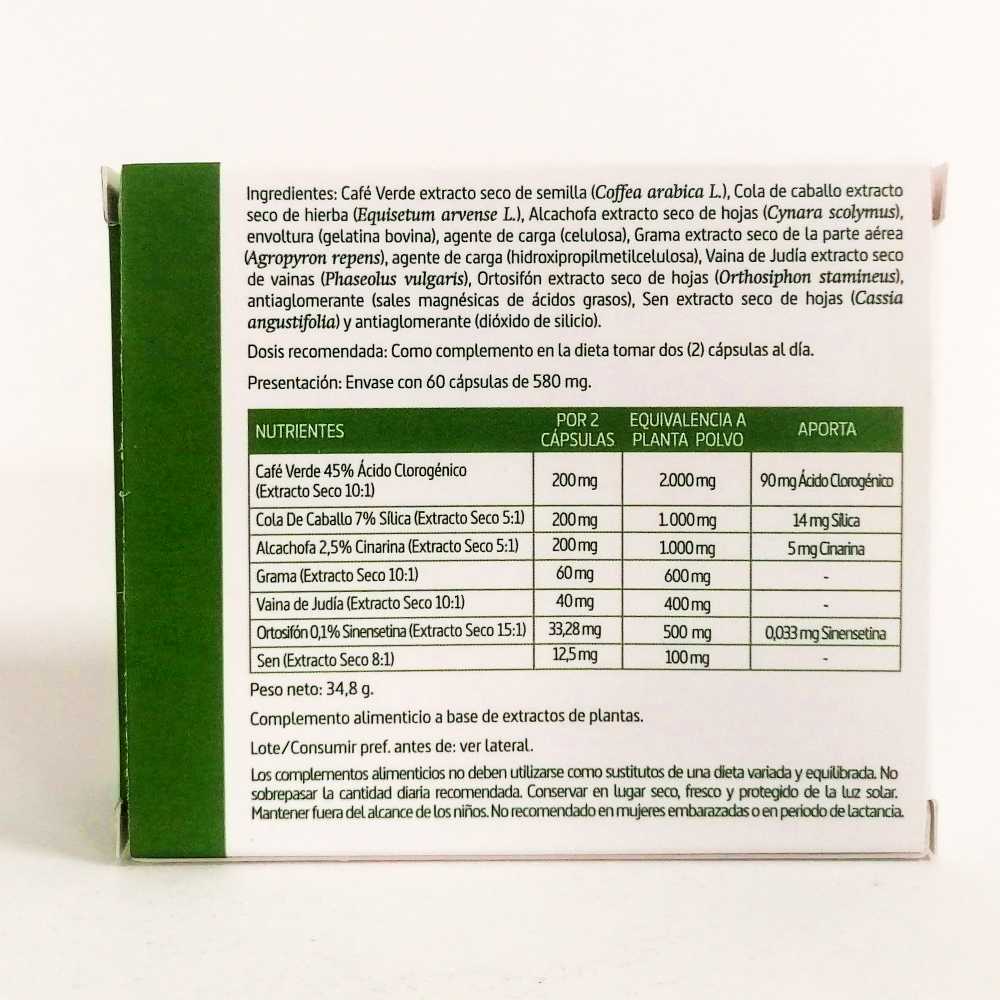 Ingredientes: Café Verde extracto seco de semilla (Coffea arabica L.), Cola de caballo extracto
seco de hierba (Equisetum arvense L.), Alcachofa extracto seco de hojas (Cynara scolymus),
envoltura (gelatina bovina), agente de carga (celulosa), Grama extracto seco de la parte aérea
(Agropyron repens), agente de carga (hidroxipropilmetilcelulosa), Vaina de Judía extracto seco
de vainas (Phaseolus vulgaris), Ortosifón extracto seco de hojas (Orthosiphon stamineus),
antiaglomerante (sales magnésicas de ácidos grasos), Sen extracto seco de hojas (Cassia
angustifolia) y antiaglomerante (dióxido de silicio).
Dosis recomendada: Como complemento en la dieta tomar dos (2) cápsulas al día.
Presentación: Envase con 60 cápsulas de 580 mg.
NUTRIENTES POR 2 CÁPSULAS EQUIVALENCIA A PLANTA POLVO APORTA
Café Verde 45% Ácido Clorogénico
(Extracto Seco 10:1) 200 mg 2.000 mg 90 mg Ácido Clorogénico
Cola De Caballo 7% Sílica (Extracto Seco 5:1) 200 mg 1.000 mg 14 mg Sílica
Alcachofa 2,5% Cinarina (Extracto Seco 5:1) 200 mg 1.000 mg 5 mg Cinarina
Grama (Extracto Seco 10:1) 60 mg 600 mg -
Vaina de Judía (Extracto Seco 10:1) 40 mg 400 mg -
Ortosifón 0,1% Sinensetina (Extracto Seco 15:1) 33,28 mg 500 mg 0,033 mg Sinensetina
Sen (Extracto Seco 8:1) 12,5 mg 100 mg -
Peso neto: 34,8 g.
Complemento alimenticio a base de extractos de plantas.
Lote/Consumir pref. antes de: ver lateral.
Los complementos alimenticios no deben utilizarse como sustitutos de una dieta variada y equilibrada. No
sobrepasar la cantidad diaria recomendada. Conservar en lugar seco, fresco y protegido de la luz solar.
Mantener fuera del alcance de los niños. No recomendado en mujeres embarazadas o en periodo de lactancia.